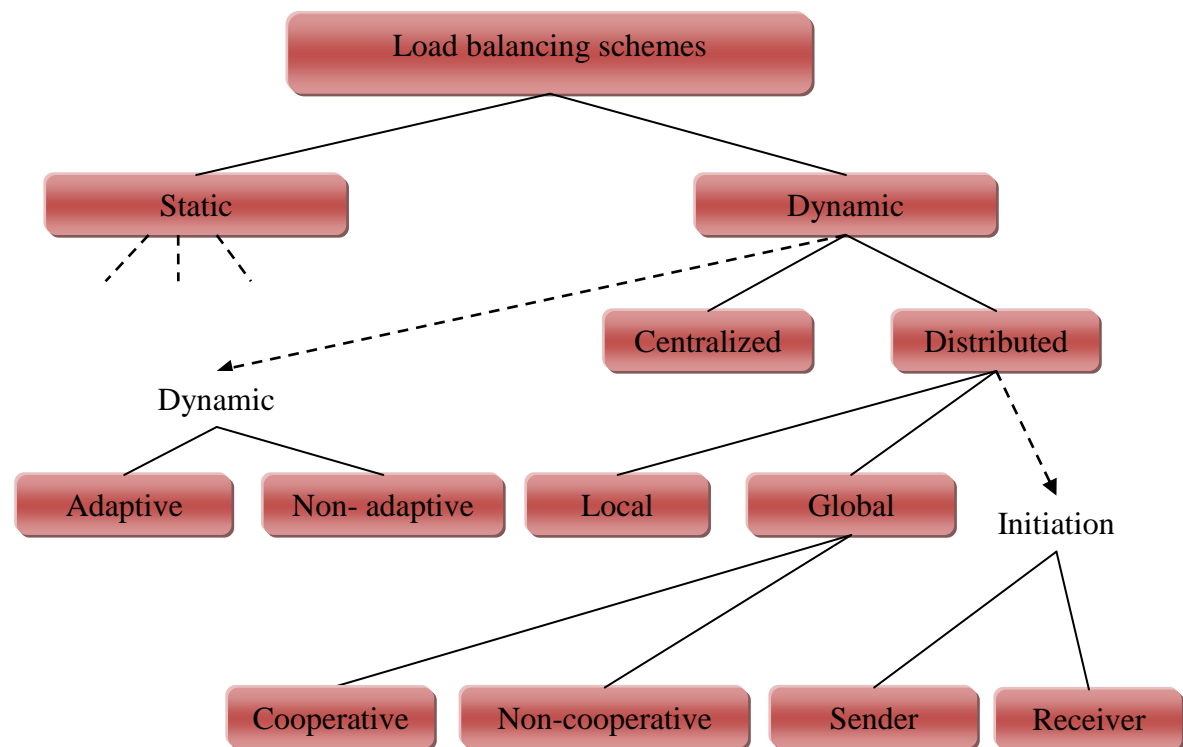 Load balancing schemes
Static
Dynamic
Centralized
Distributed
Dynamic
Adaptive
Non- adaptive
Local
Global
Initiation
Cooperative
Non-cooperative
Sender
Receiver